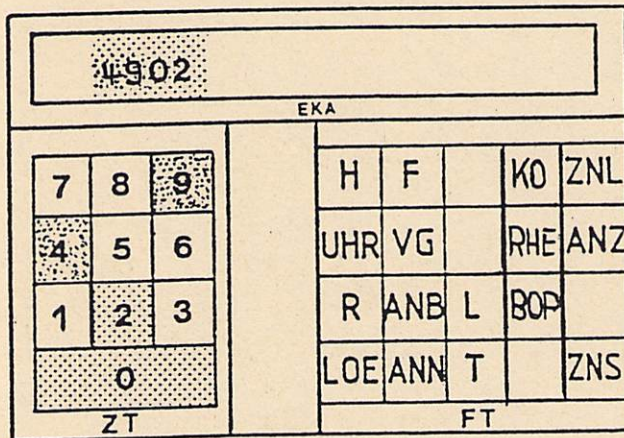 4902
EKA
7 8 9
4 5 6
1 2 3
0
ZT
H F KO ZNL
UHR VG RHE ANZ
R ANB L BOP
LOE ANN T ZNS
FT